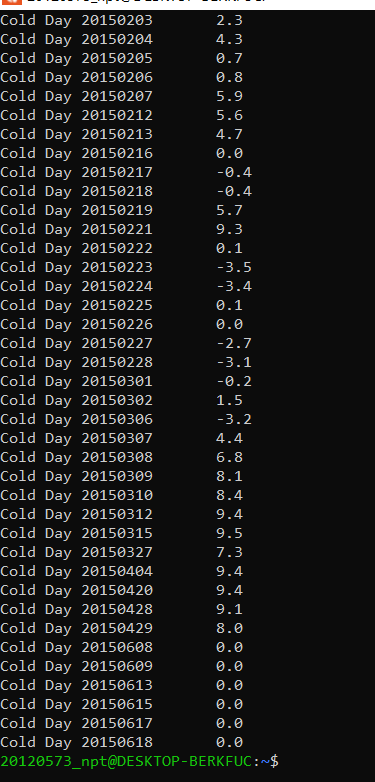 Cold Day 20150203 2.3
Cold Day 20150204 4.3
Cold Day 20150205 0.7
Cold Day 20150206 0.8
Cold Day 20150207 5.9
Cold Day 20150212 5.6
Cold Day 20150213 4.7
Cold Day 20150216 0.0
Cold Day 20150217 -0.4
Cold Day 20150218 -0.4
Cold Day 20150219 5.7
Cold Day 20150221 9.3
Cold Day 20150222 0.1
Cold Day 20150223 -3.5
Cold Day 20150224 -3.4
Cold Day 20150225 0.1
Cold Day 20150226 0.0
Cold Day 20150227 -2.7
Cold Day 20150228 -3.1
Cold Day 20150301 -0.2
Cold Day 20150302 1.5
Cold Day 20150306 -3.2
Cold Day 20150307 4.4
Cold Day 20150308 6.8
Cold Day 20150309 8.1
Cold Day 20150310 8.4
Cold Day 20150312 9.4
Cold Day 20150315 9.5
Cold Day 20150327 7.3
Cold Day 20150404 9.4
Cold Day 20150420 9.4
Cold Day 20150428 9.1
Cold Day 20150429 8.0
Cold Day 20150608 0.0
Cold Day 20150609 0.0
Cold Day 20150613 0.0
Cold Day 20150615 0.0
Cold Day 20150617 0.0
Cold Day 20150618 0.0
20120573_npt@DESKTOP-BERKFUC:~$